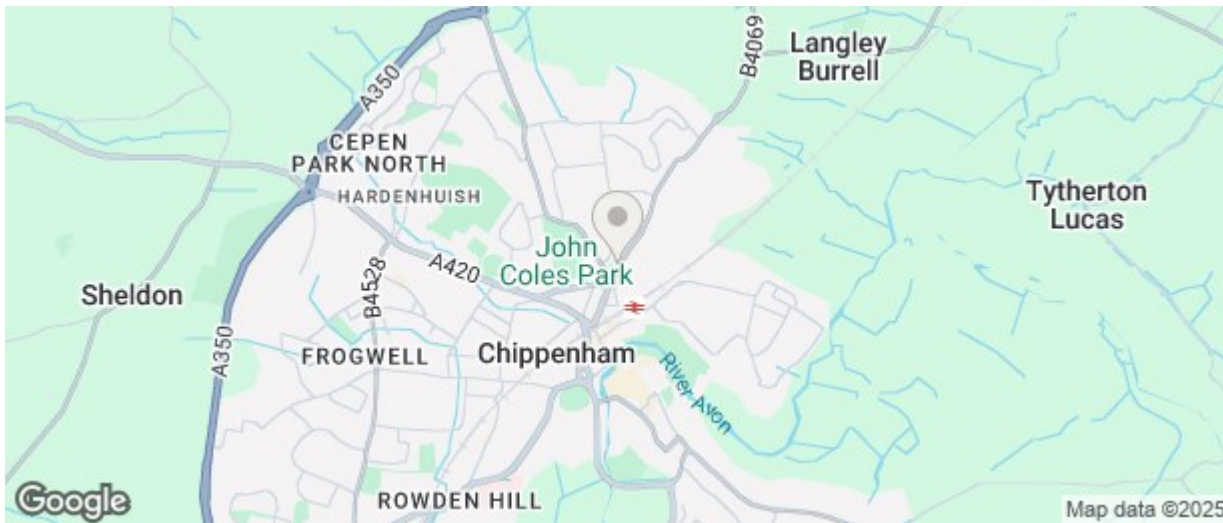 Langley
Burrell
B4069
A350
CEPEN
PARK NORTH
HARDENHUISH
Tytherton
Lucas
John
Coles Park
A420
B4528
Sheldon
A350
FROGWELL
Chippenham
River Avon
ROWDEN HILL
Google
Map data ©2025